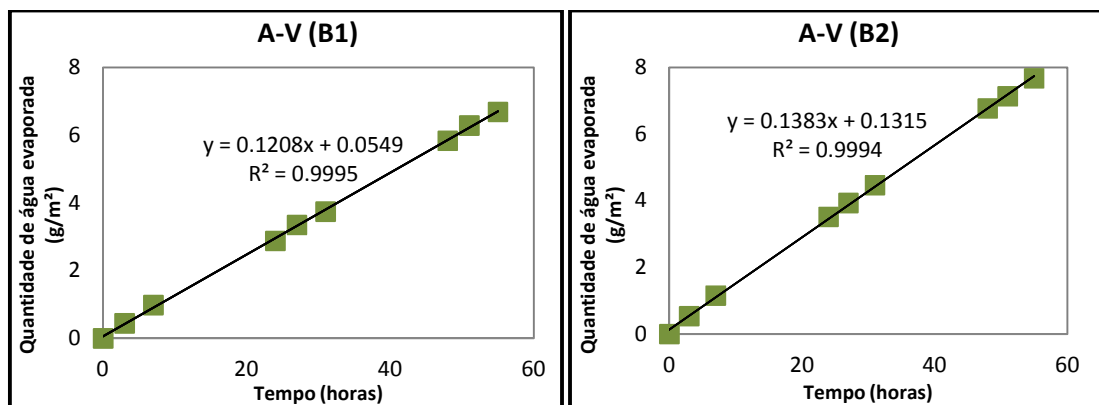 A-V (B1)
Quantidade de água evaporada
(g/m²)
8
6
4
2
0
y = 0.1208x + 0.0549
R² = 0.9995
0 20 40 60
Tempo (horas)
A-V (B2)
Quantidade de água evaporada
(g/m²)
8
6
4
2
0
y = 0.1383x + 0.1315
R² = 0.9994
0 20 40 60
Tempo (horas)